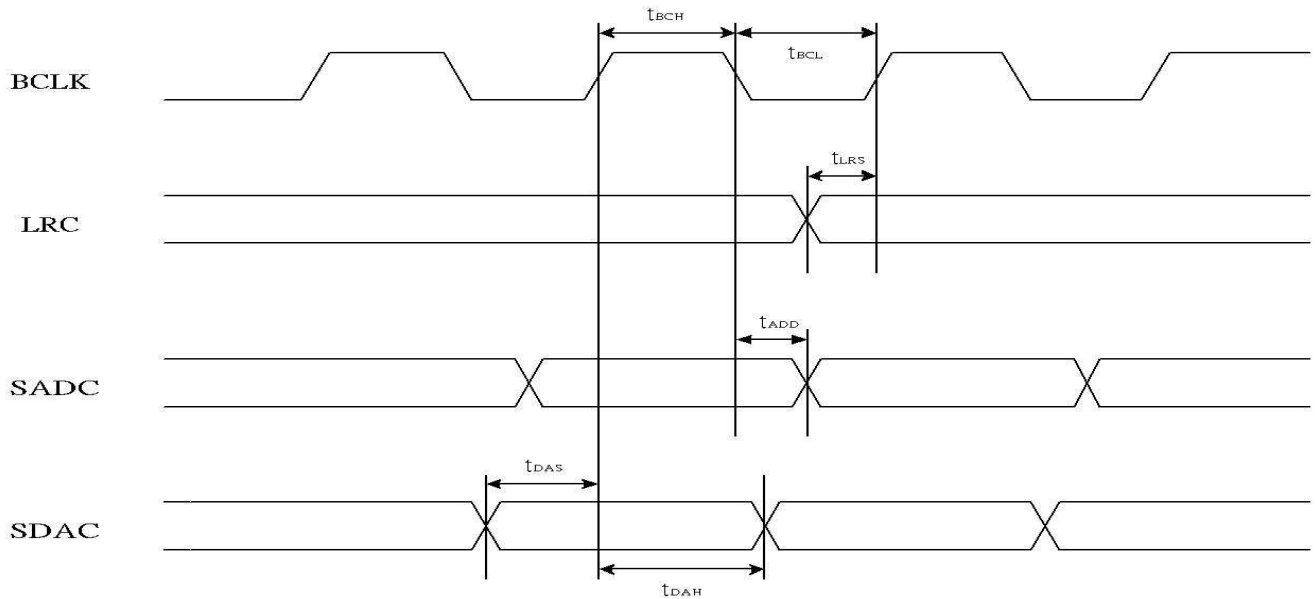 tBCH
tBCL
BCLK
tLRS
LRC
tADD
SADC
tDAS
SDAC
tDAH